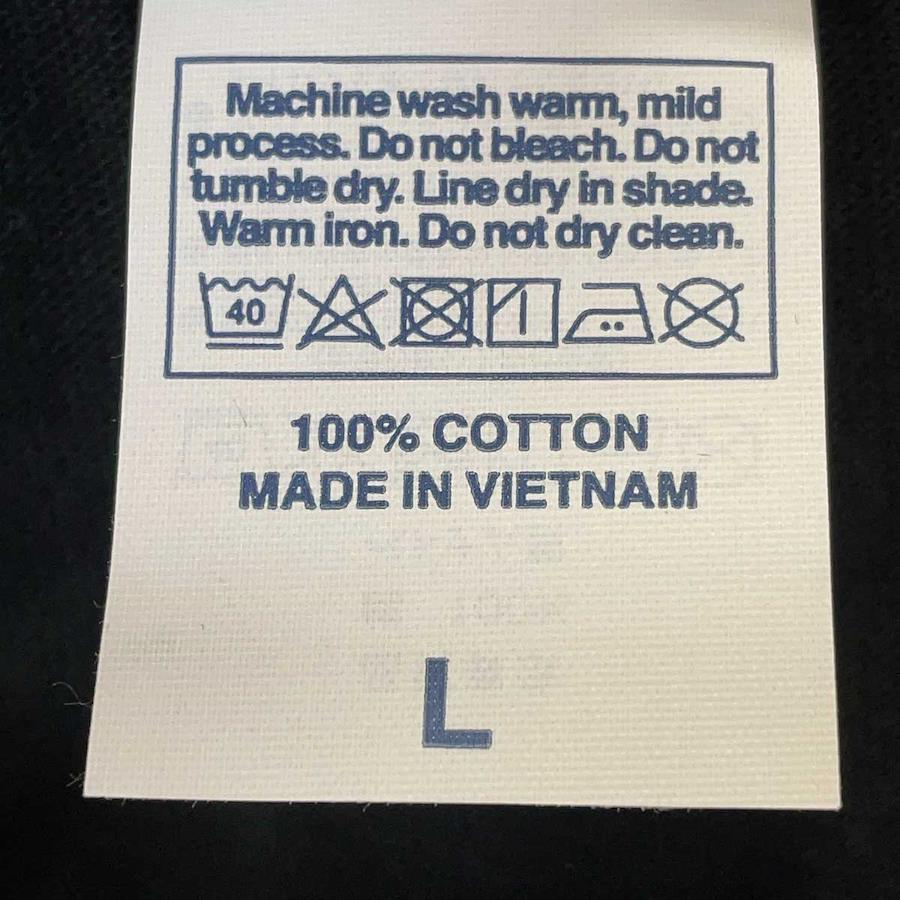 Machine wash warm, mild
process. Do not bleach. Do not
tumble dry. Line dry in shade.
Warm iron. Do not dry clean.
40
100% COTTON
MADE IN VIETNAM
L